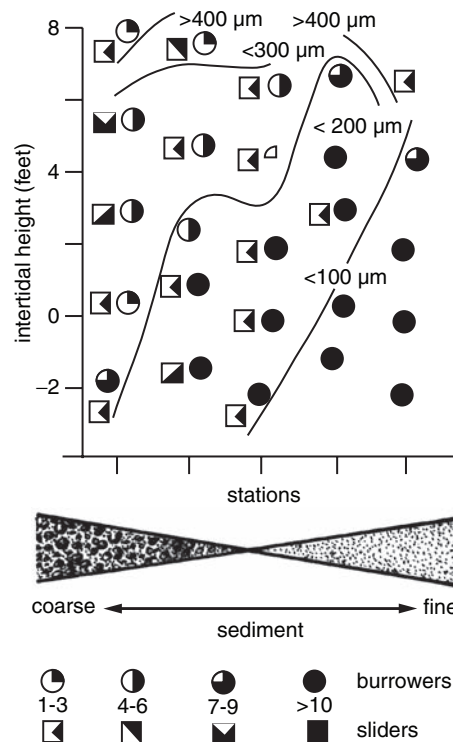 >400 µm
>400 µm
<300 µm
< 200 µm
<100 µm
8
4
0
−2
intertidal height (feet)
stations
coarse
fine
sediment
burrowers
1-3
4-6
7-9
>10
sliders